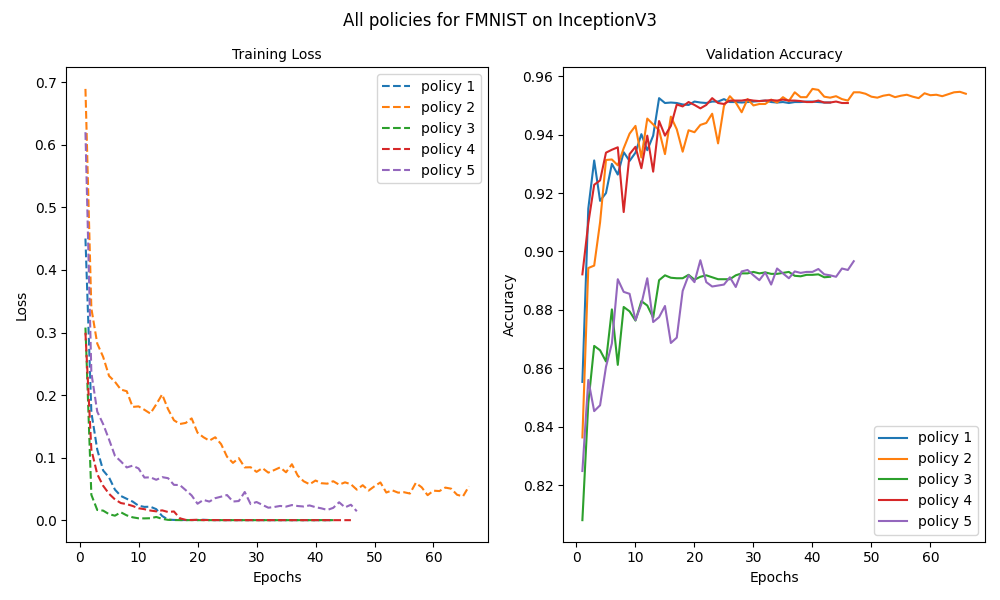 All policies for FMNIST on InceptionV3
Training Loss
Loss
0.7
0.6
0.5
0.4
0.3
0.2
0.1
0.0
0 10 20 30 40 50 60
Epochs
policy 1
policy 2
policy 3
policy 4
policy 5
Validation Accuracy
Accuracy
0.96
0.94
0.92
0.90
0.88
0.86
0.84
0.82
0 10 20 30 40 50 60
Epochs
policy 1
policy 2
policy 3
policy 4
policy 5